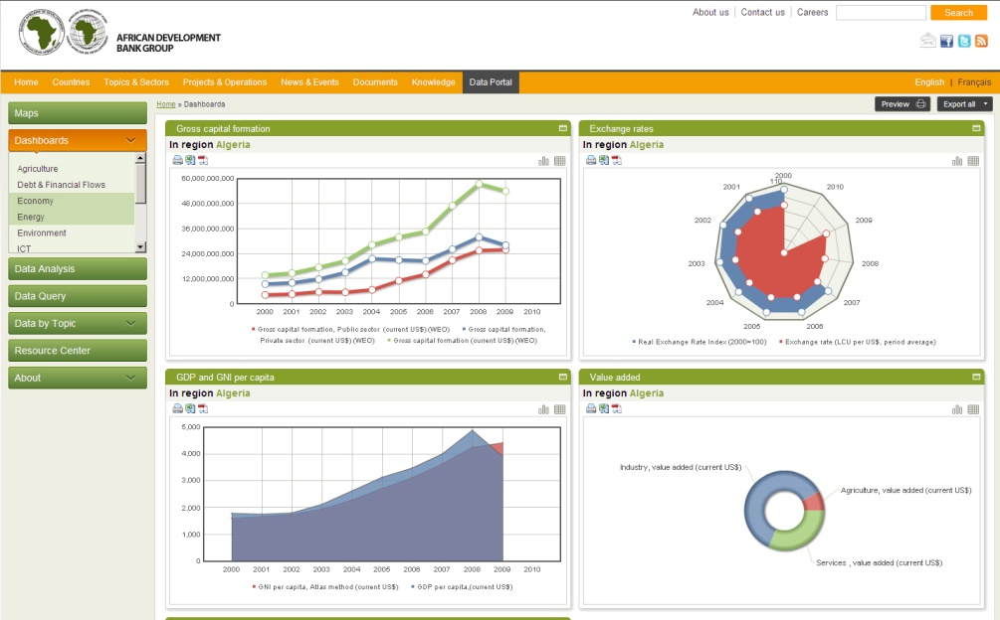 About us | Contact us | Careers
Search
AFRICAN DEVELOPMENT
BANK GROUP
Home Countries Topics & Sectors Projects & Operations News & Events Documents Knowledge Data Portal
English | Français
Home » Dashboards
Preview
Export all
Maps
Dashboards
Agriculture
Debt & Financial Flows
Economy
Energy
Environment
ICT
Data Analysis
Data Query
Data by Topic
Resource Center
About
Gross capital formation
In region Algeria
60,000,000,000
48,000,000,000
36,000,000,000
24,000,000,000
12,000,000,000
0
2000 2001 2002 2003 2004 2005 2006 2007 2008 2009 2010
Gross capital formation, Public sector (current US$) (WEO) Gross capital formation,
Private sector (current US$) (WEO) Gross capital formation (current US$) (WEO)
Exchange rates
In region Algeria
2000
110
2001
2010
2002
2009
2003
2008
2004
2007
2005
2006
Real Exchange Rate Index (2000=100) Exchange rate (LCU per US$, period average)
GDP and GNI per capita
In region Algeria
5,000
4,000
3,000
2,000
1,000
0
2000 2001 2002 2003 2004 2005 2006 2007 2008 2009 2010
GNI per capita, Atlas method (current US$) GDP per capita,(current US$)
Value added
In region Algeria
Industry, value added (current US$)
Agriculture, value added (current US$)
Services , value added (current US$)